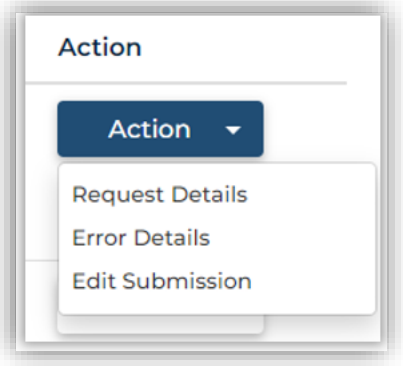 Action
Action
Request Details
Error Details
Edit Submission